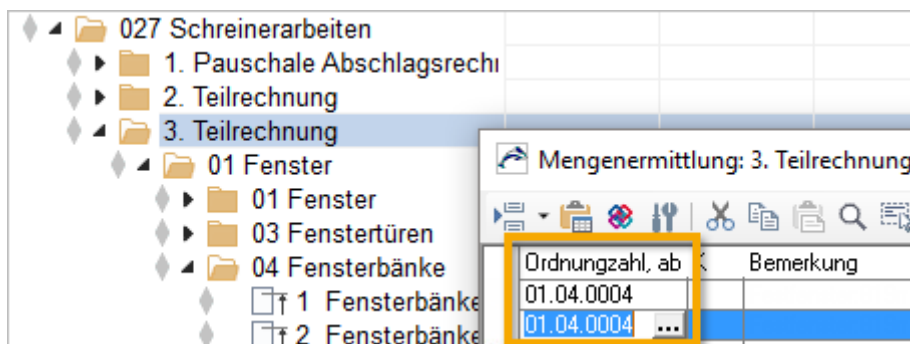 027 Schreinerarbeiten
1. Pauschale Abschlagsrech
2. Teilrechnung
3. Teilrechnung
01 Fenster
01 Fenster
03 Fenstertüren
04 Fensterbänke
1 Fensterbänke
2 Fensterbänke
Mengenermittlung: 3. Teilrechnung
Ordnungzahl, ab
Bemerkung
01.04.0004
01.04.0004 ...